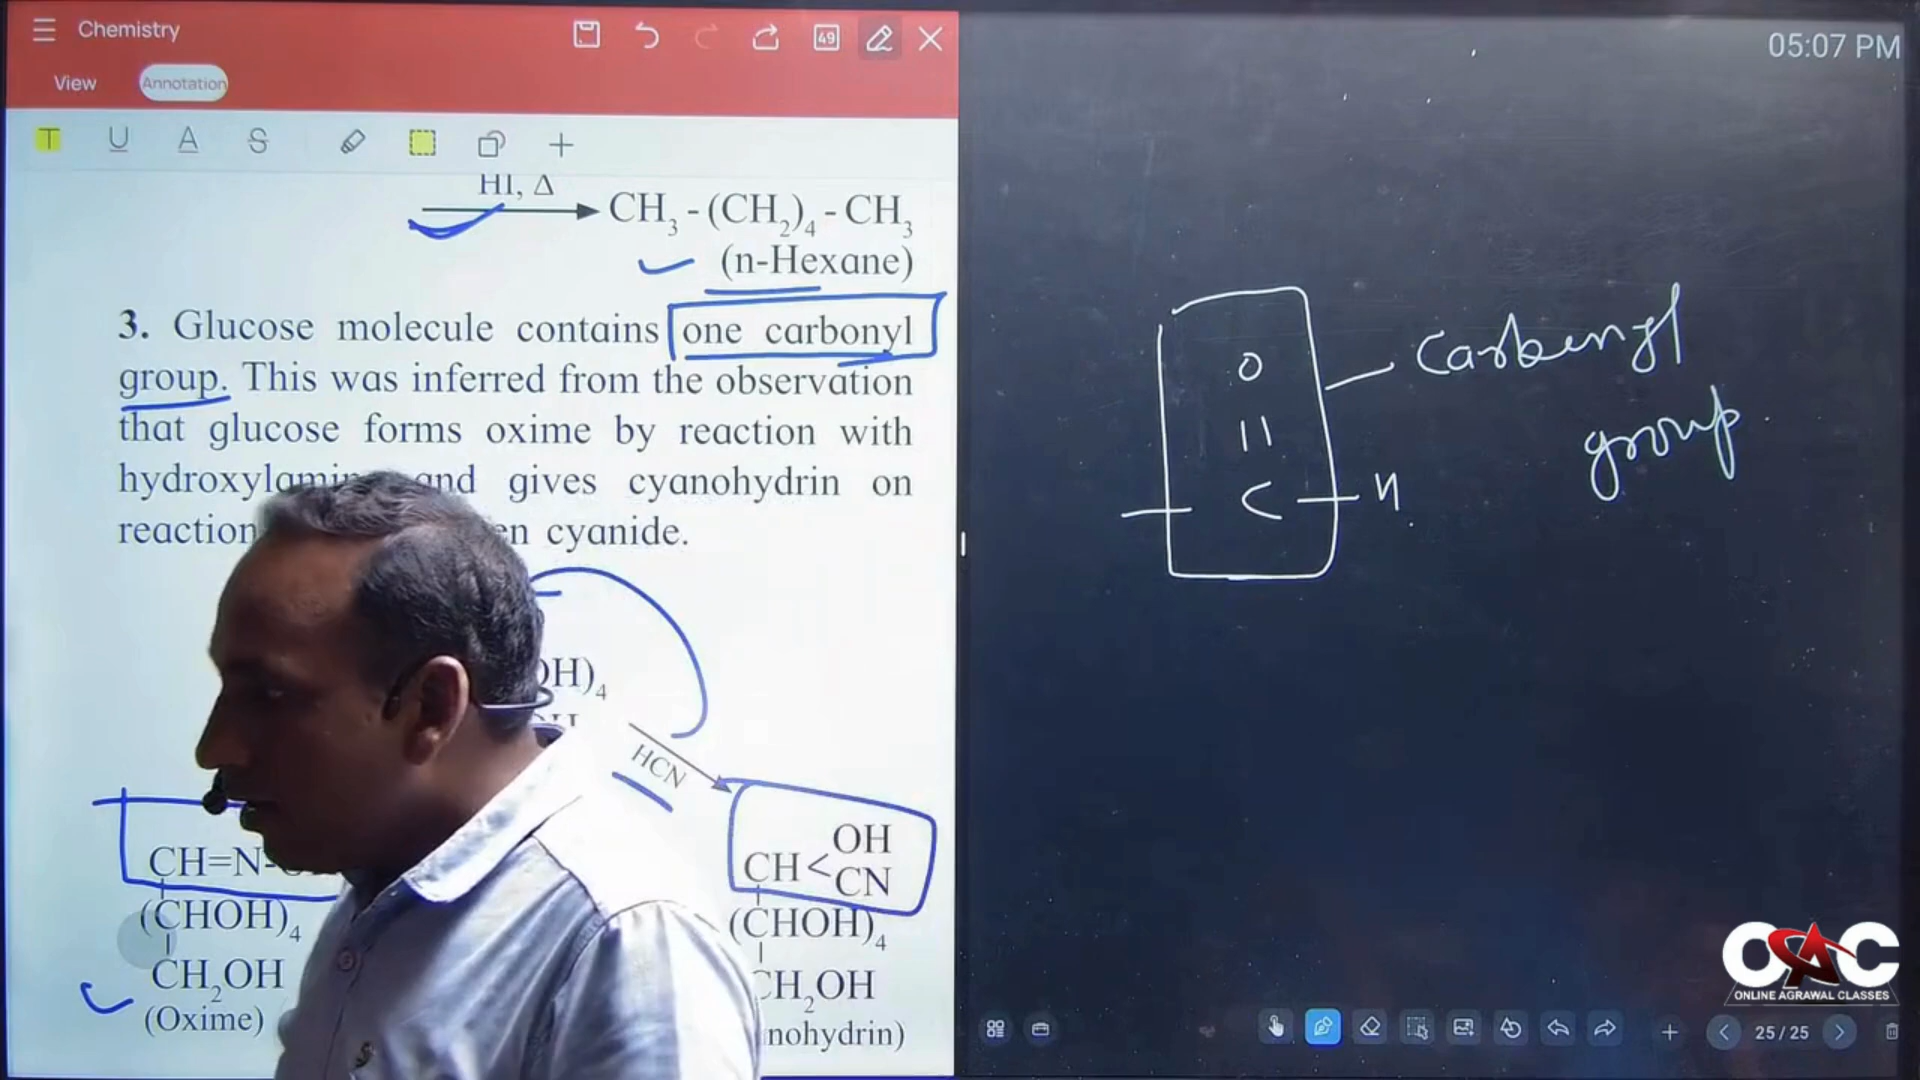 Chemistry
05:07 PM
49
View Annotation
T U A S
HI, Δ
CH3 - (CH2)4 - CH3
(n-Hexane)
3. Glucose molecule contains one carbonyl
group. This was inferred from the observation
that glucose forms oxime by reaction with
and gives cyanohydrin on
reaction cyanide.
OH)4
HCN
CH=N-
(CHOH)4
CH2OH
(Oxime)
OH
CH<CN
(CHOH)4
CH2OH
nohydrin)
O
C
Carbonyl
group
OAC
ONLINE AGRAWAL CLASSES
25/25